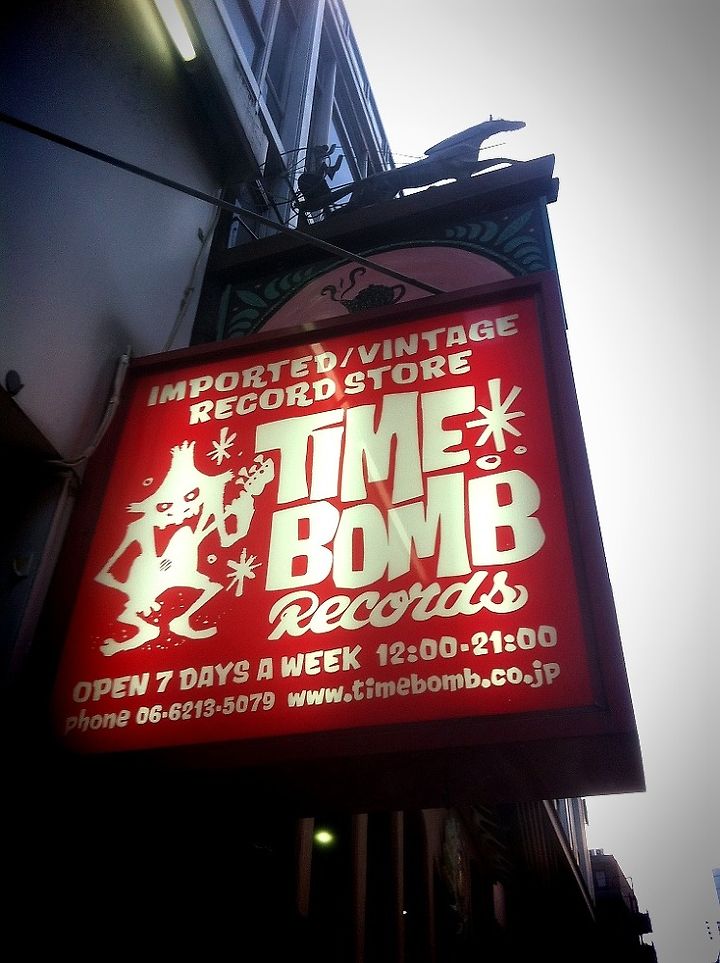 IMPORTED/VINTAGE
RECORD STORE
TIME
BOMB
Records
OPEN 7 DAYS A WEEK 12:00-21:00
phone 06-6213-5079 www.timebomb.co.jp